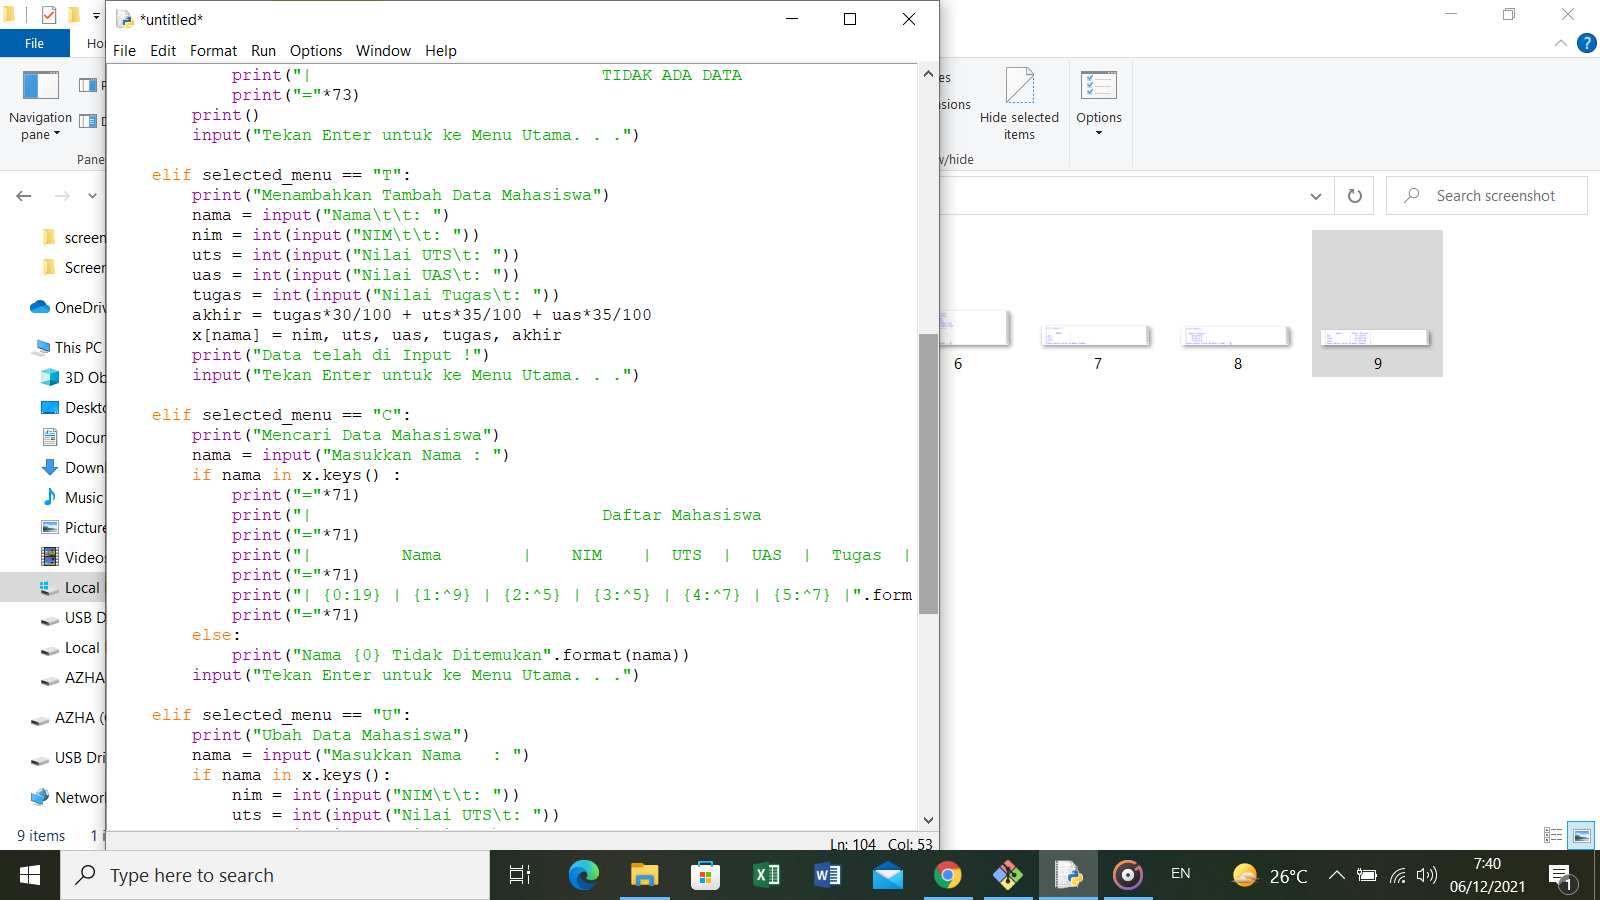 *untitled*
File Edit Format Run Options Window Help
print("| TIDAK ADA DATA
print("="*73)
print()
input("Tekan Enter untuk ke Menu Utama. . .")
elif selected_menu == "T":
print("Menambahkan Tambah Data Mahasiswa")
nama = input("Nama\t\t: ")
nim = int(input("NIM\t\t: "))
uts = int(input("Nilai UTS\t: "))
uas = int(input("Nilai UAS\t: "))
tugas = int(input("Nilai Tugas\t: "))
akhir = tugas*30/100 + uts*35/100 + uas*35/100
x[nama] = nim, uts, uas, tugas, akhir
print("Data telah di Input !")
input("Tekan Enter untuk ke Menu Utama. . .")
elif selected_menu == "C":
print("Mencari Data Mahasiswa")
nama = input("Masukkan Nama : ")
if nama in x.keys() :
print("="*71)
print("| Daftar Mahasiswa
print("="*71)
print("| Nama | NIM | UTS | UAS | Tugas |
print("="*71)
print("| {0:19} | {1:^9} | {2:^5} | {3:^5} | {4:^7} | {5:^7} |".form
print("="*71)
else:
print("Nama {0} Tidak Ditemukan".format(nama))
input("Tekan Enter untuk ke Menu Utama. . .")
elif selected_menu == "U":
print("Ubah Data Mahasiswa")
nama = input("Masukkan Nama   : ")
if nama in x.keys():
nim = int(input("NIM\t\t: "))
uts = int(input("Nilai UTS\t: "))
Ln: 104 Col: 53
File Ho
Navigation
pane
Pane
es
sions
Hide selected
items
Options
w/hide
Search screenshot
screen
Screer
OneDriv
This PC
3D Ob
Deskto
Docun
Downl
Music
Picture
Videos
Local
USB D
Local
AZHA
AZHA (
USB Dri
Networ
6 7 8 9
9 items 1 i
Type here to search
EN
26°C
7:40
06/12/2021
1